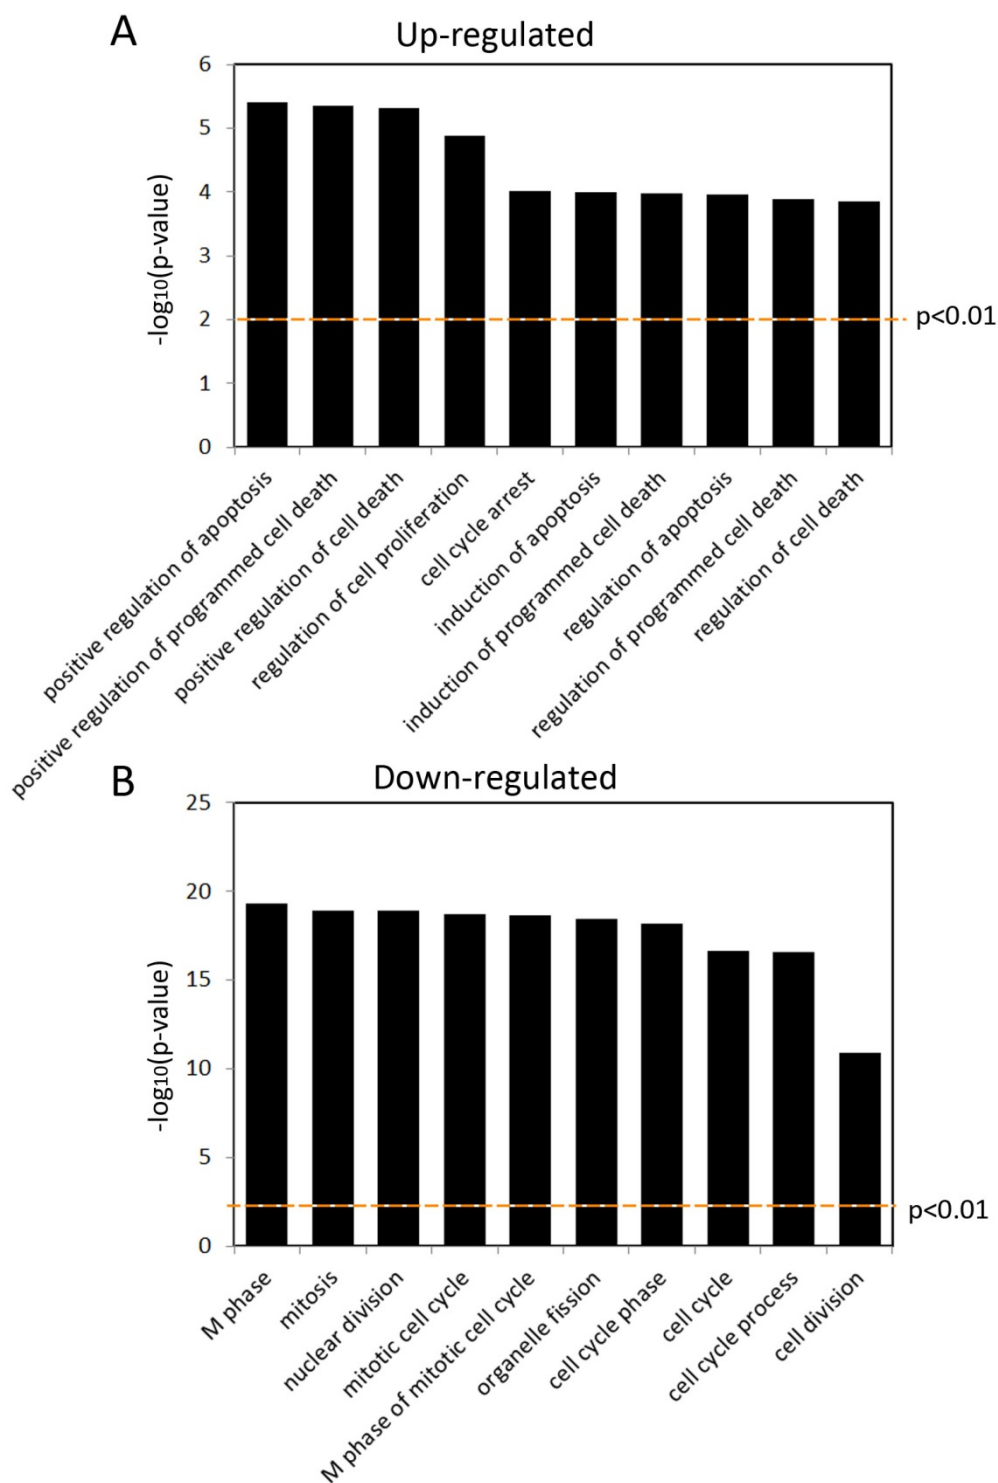 A
Up-regulated
6
5
4
3
2
1
0
-log10(p-value)
p<0.01
positive regulation of apoptosis
positive regulation of programmed cell death
positive regulation of cell death
regulation of cell proliferation
cell cycle arrest
induction of apoptosis
induction of programmed cell death
regulation of apoptosis
regulation of programmed cell death
regulation of cell death
B
Down-regulated
25
20
15
10
5
0
-log10(p-value)
p<0.01
M phase
mitosis
nuclear division
mitotic cell cycle
M phase of mitotic cell cycle
organelle fission
cell cycle phase
cell cycle
cell cycle process
cell division